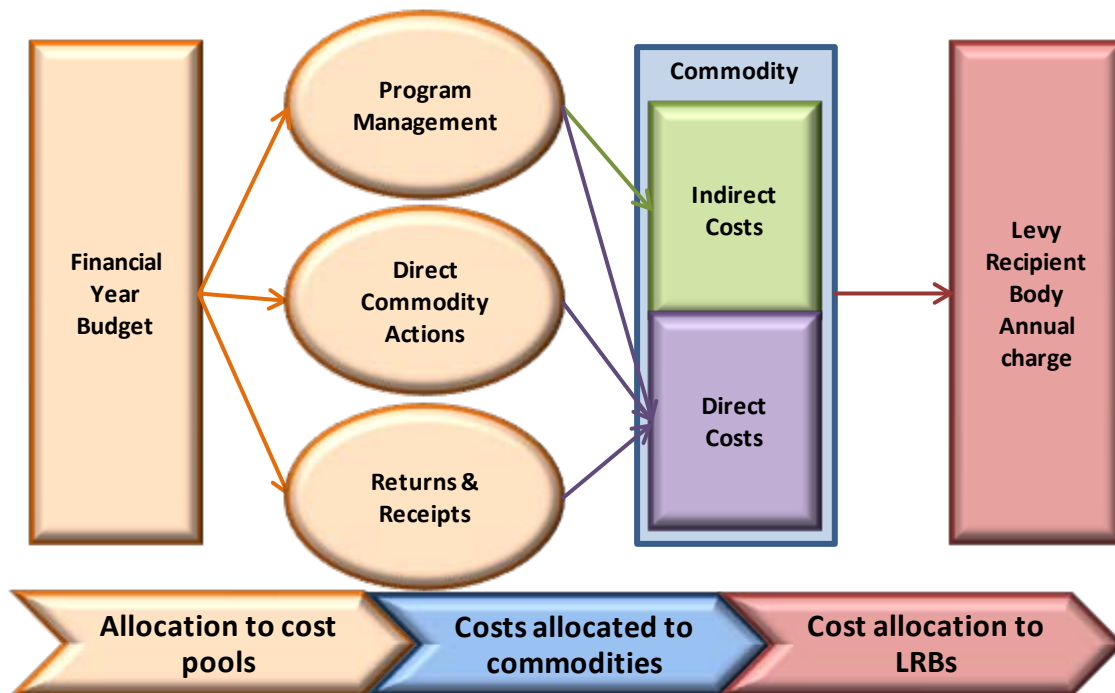 Financial
Year
Budget
Program
Management
Direct
Commodity
Actions
Returns &
Receipts
Commodity
Indirect
Costs
Direct
Costs
Levy
Recipient
Body
Annual
charge
Allocation to cost
pools
Costs allocated to
commodities
Cost allocation to
LRBs